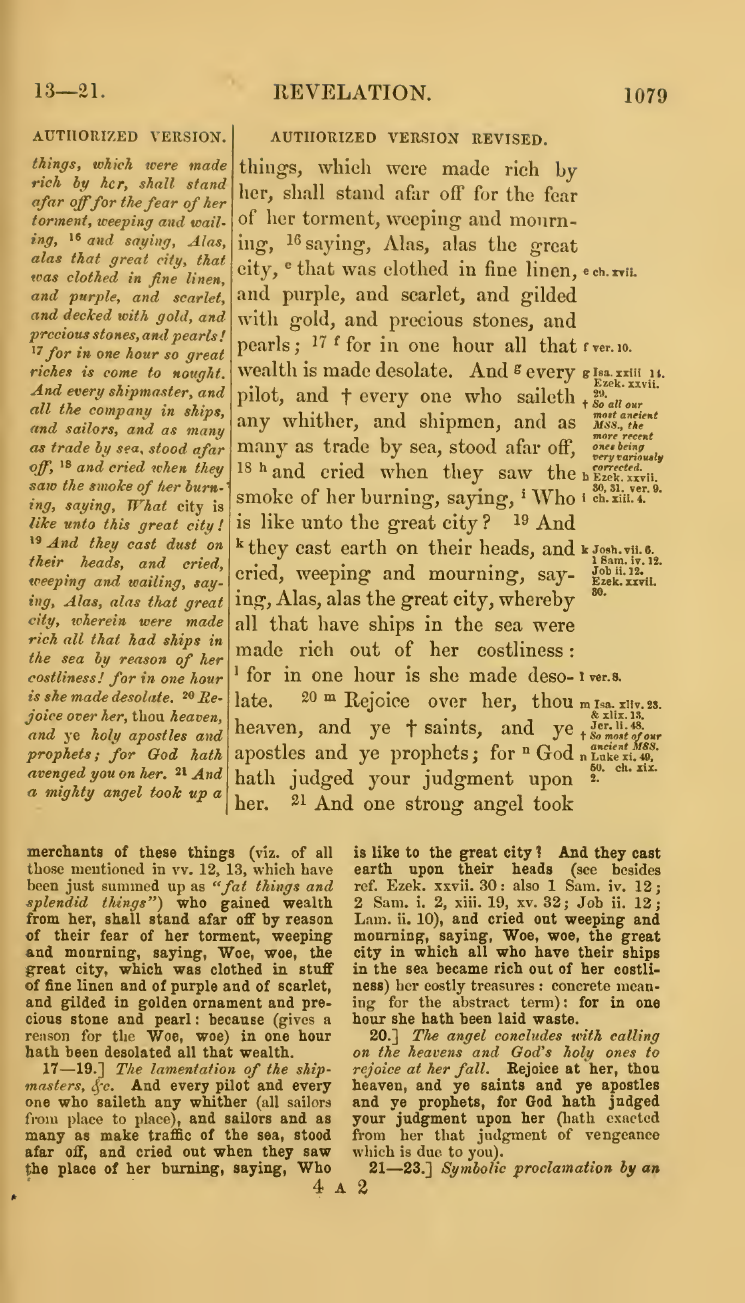 13—21.
REVELATION.
1079
AUTHORIZED VERSION.
things, which were made
rich by her, shall stand
afar off for the fear of her
torment, weeping and wail-
ing, 16 and saying, Alas,
alas that great city, that
was clothed in fine linen,
and purple, and scarlet,
and decked with gold, and
precious stones, and pearls!
17 for in one hour so great
riches is come to nought.
And every shipmaster, and
all the company in ships,
and sailors, and as many
as trade by sea, stood afar
off, 18 and cried when they
saw the smoke of her burn-
ing, saying, What city is
like unto this great city!
19 And they cast dust on
their heads, and cried,
weeping and wailing, say-
ing, Alas, alas that great
city, wherein were made
rich all that had ships in
the sea by reason of her
costliness! for in one hour
is she made desolate. 20 Re-
joice over her, thou heaven,
and ye holy apostles and
prophets; for God hath
avenged you on her. 21 And
a mighty angel took up a
AUTHORIZED VERSION REVISED.
things, which were made rich by
her, shall stand afar off for the fear
of her torment, weeping and mourn-
ing, 16 saying, Alas, alas the great
city, e that was clothed in fine linen,
and purple, and scarlet, and gilded
with gold, and precious stones, and
pearls; 17 f for in one hour all that
wealth is made desolate. And g every
pilot, and † every one who saileth
any whither, and shipmen, and as
many as trade by sea, stood afar off,
18 h and cried when they saw the
smoke of her burning, saying, i Who
is like unto the great city? 19 And
k they cast earth on their heads, and
cried, weeping and mourning, say-
ing, Alas, alas the great city, whereby
all that have ships in the sea were
made rich out of her costliness:
l for in one hour is she made deso-
late. 20 m Rejoice over her, thou
heaven, and ye † saints, and ye
apostles and ye prophets; for n God
hath judged your judgment upon
her. 21 And one strong angel took
e ch. xvii.
f ver. 10.
g Isa. xxiii 14.
Ezek. xxvii.
29.
† So all our
most ancient
MSS., the
more recent
ones being
very variously
corrected.
h Ezek. xxvii.
30, 31. ver. 9.
i ch. xiii. 4.
k Josh. vii. 6.
1 Sam. iv. 12.
Job ii. 12.
Ezek. xxvii.
30.
l ver. 8.
m Isa. xliv. 23.
& xlix. 13.
Jer. li. 48.
† So most of our
ancient MSS.
n Luke xi. 49,
50. ch. xix.
2.
merchants of these things (viz. of all
those mentioned in vv. 12, 13, which have
been just summed up as "fat things and
splendid things") who gained wealth
from her, shall stand afar off by reason
of their fear of her torment, weeping
and mourning, saying, Woe, woe, the
great city, which was clothed in stuff
of fine linen and of purple and of scarlet,
and gilded in golden ornament and pre-
cious stone and pearl: because (gives a
reason for the Woe, woe) in one hour
hath been desolated all that wealth.
17—19.] The lamentation of the ship-
masters, &c. And every pilot and every
one who saileth any whither (all sailors
from place to place), and sailors and as
many as make traffic of the sea, stood
afar off, and cried out when they saw
the place of her burning, saying, Who
is like to the great city? And they cast
earth upon their heads (see besides
ref. Ezek. xxvii. 30: also 1 Sam. iv. 12;
2 Sam. i. 2, xiii. 19, xv. 32; Job ii. 12;
Lam. ii. 10), and cried out weeping and
mourning, saying, Woe, woe, the great
city in which all who have their ships
in the sea became rich out of her costli-
ness) her costly treasures: concrete mean-
ing for the abstract term): for in one
hour she hath been laid waste.
20.] The angel concludes with calling
on the heavens and God's holy ones to
rejoice at her fall. Rejoice at her, thou
heaven, and ye saints and ye apostles
and ye prophets, for God hath judged
your judgment upon her (hath exacted
from her that judgment of vengeance
which is due to you).
21—23.] Symbolic proclamation by an
4 A 2